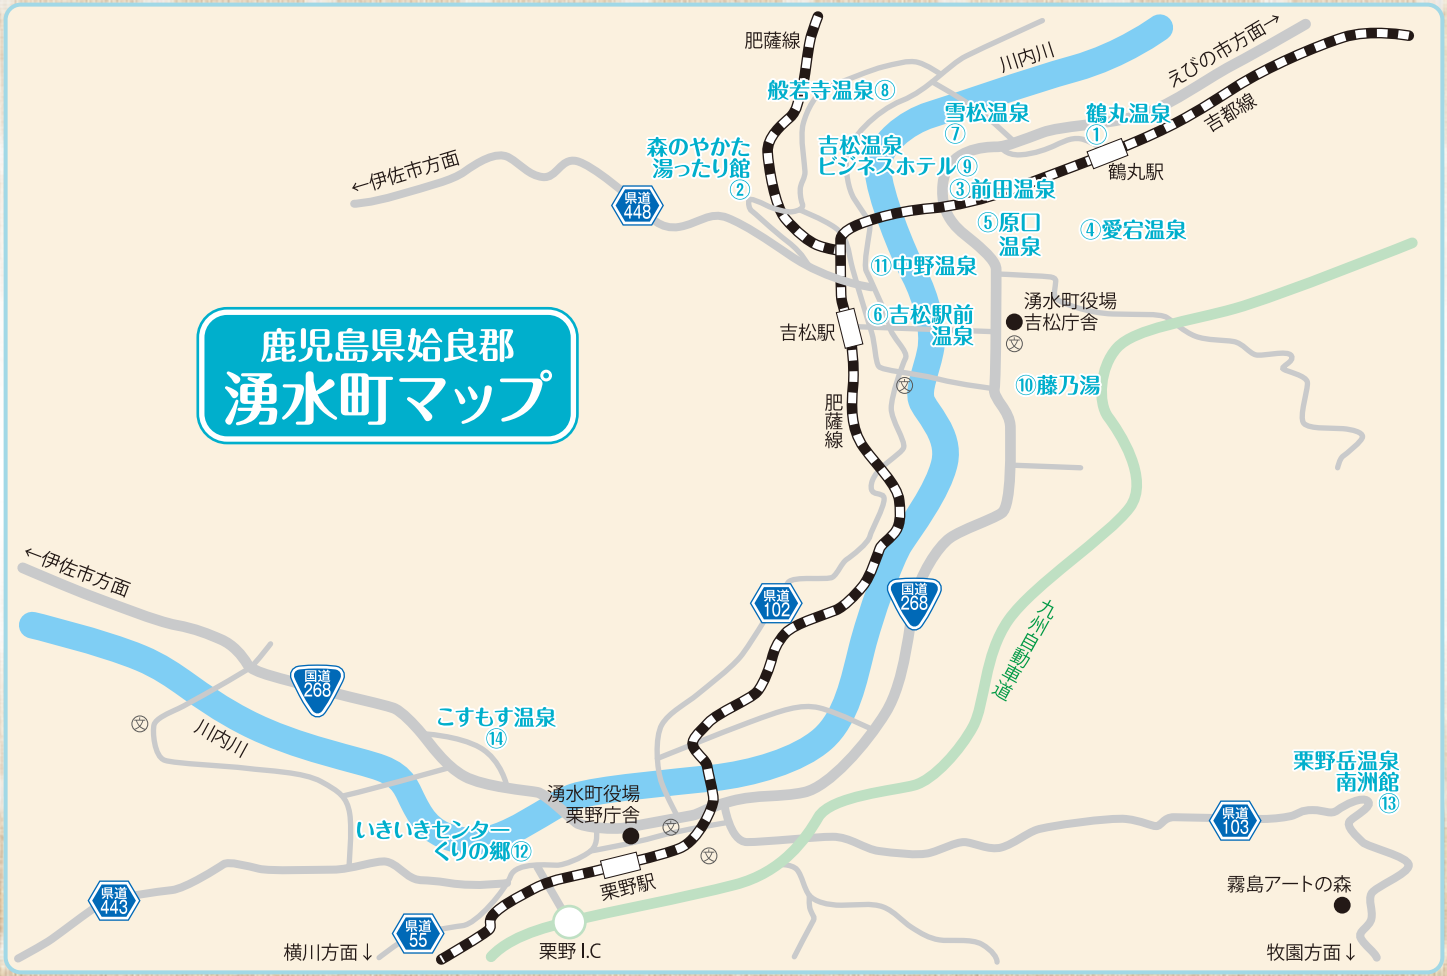 肥薩線
川内川
えびの市方面→
般若寺温泉⑧
雪松温泉
⑦
鶴丸温泉
①
吉都線
森のやかた
湯ったり館
②
吉松温泉
ビジネスホテル⑨
←伊佐市方面
鶴丸駅
③前田温泉
県道
448
⑤原口
温泉
④愛宕温泉
⑪中野温泉
湧水町役場
吉松庁舎
文
⑥吉松駅前
温泉
吉松駅
鹿児島県姶良郡
湧水町マップ
文
⑩藤乃湯
肥薩線
←伊佐市方面
県道
102
国道
268
九州自動車道
国道
268
文
川内川
こすもす温泉
⑭
栗野岳温泉
南洲館
⑬
湧水町役場
栗野庁舎
文
いきいきセンター
くりの郷⑫
県道
103
文
栗野駅
霧島アートの森
県道
443
県道
55
横川方面↓
栗野 I.C
牧園方面↓